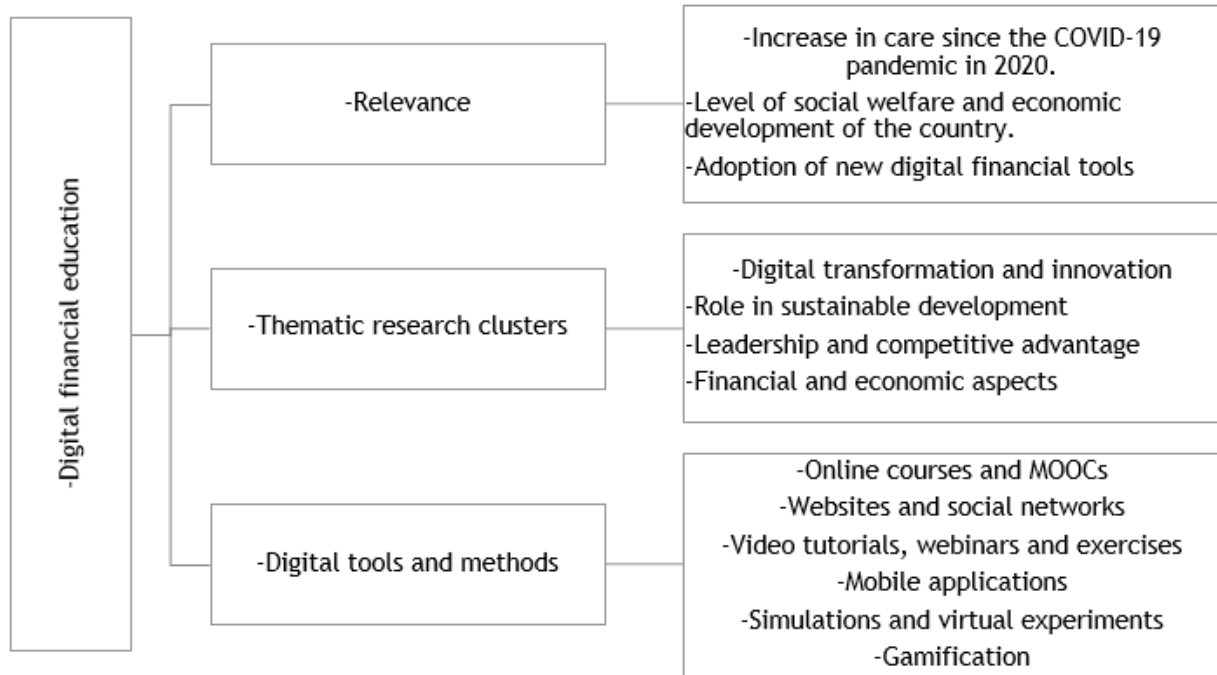 -Digital financial education
-Relevance
-Increase in care since the COVID-19
pandemic in 2020.
-Level of social welfare and economic
development of the country.
-Adoption of new digital financial tools
-Thematic research clusters
-Digital transformation and innovation
-Role in sustainable development
-Leadership and competitive advantage
-Financial and economic aspects
-Digital tools and methods
-Online courses and MOOCs
-Websites and social networks
-Video tutorials, webinars and exercises
-Mobile applications
-Simulations and virtual experiments
-Gamification